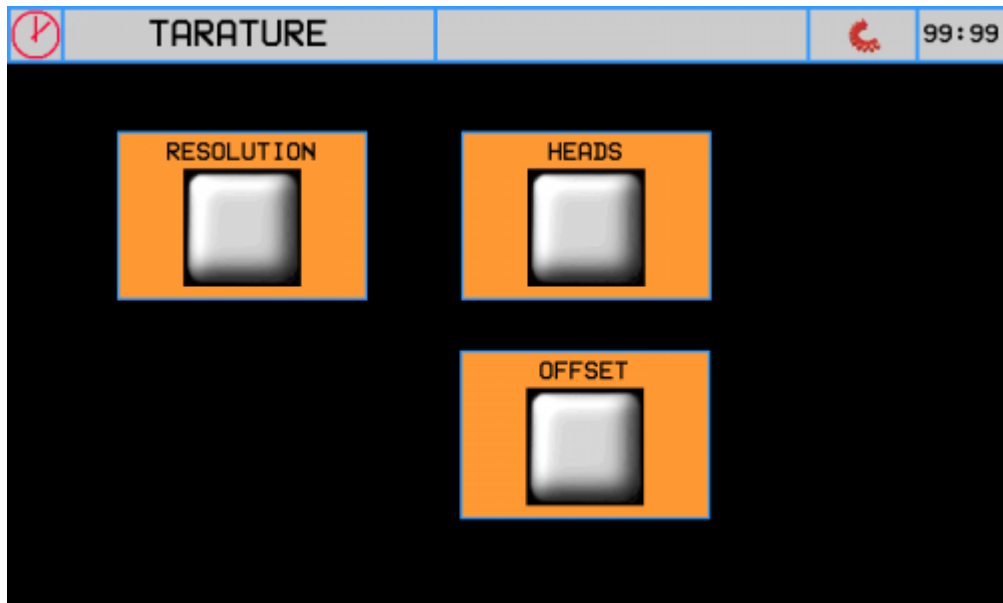 TARATURE
99:99
RESOLUTION
HEADS
OFFSET